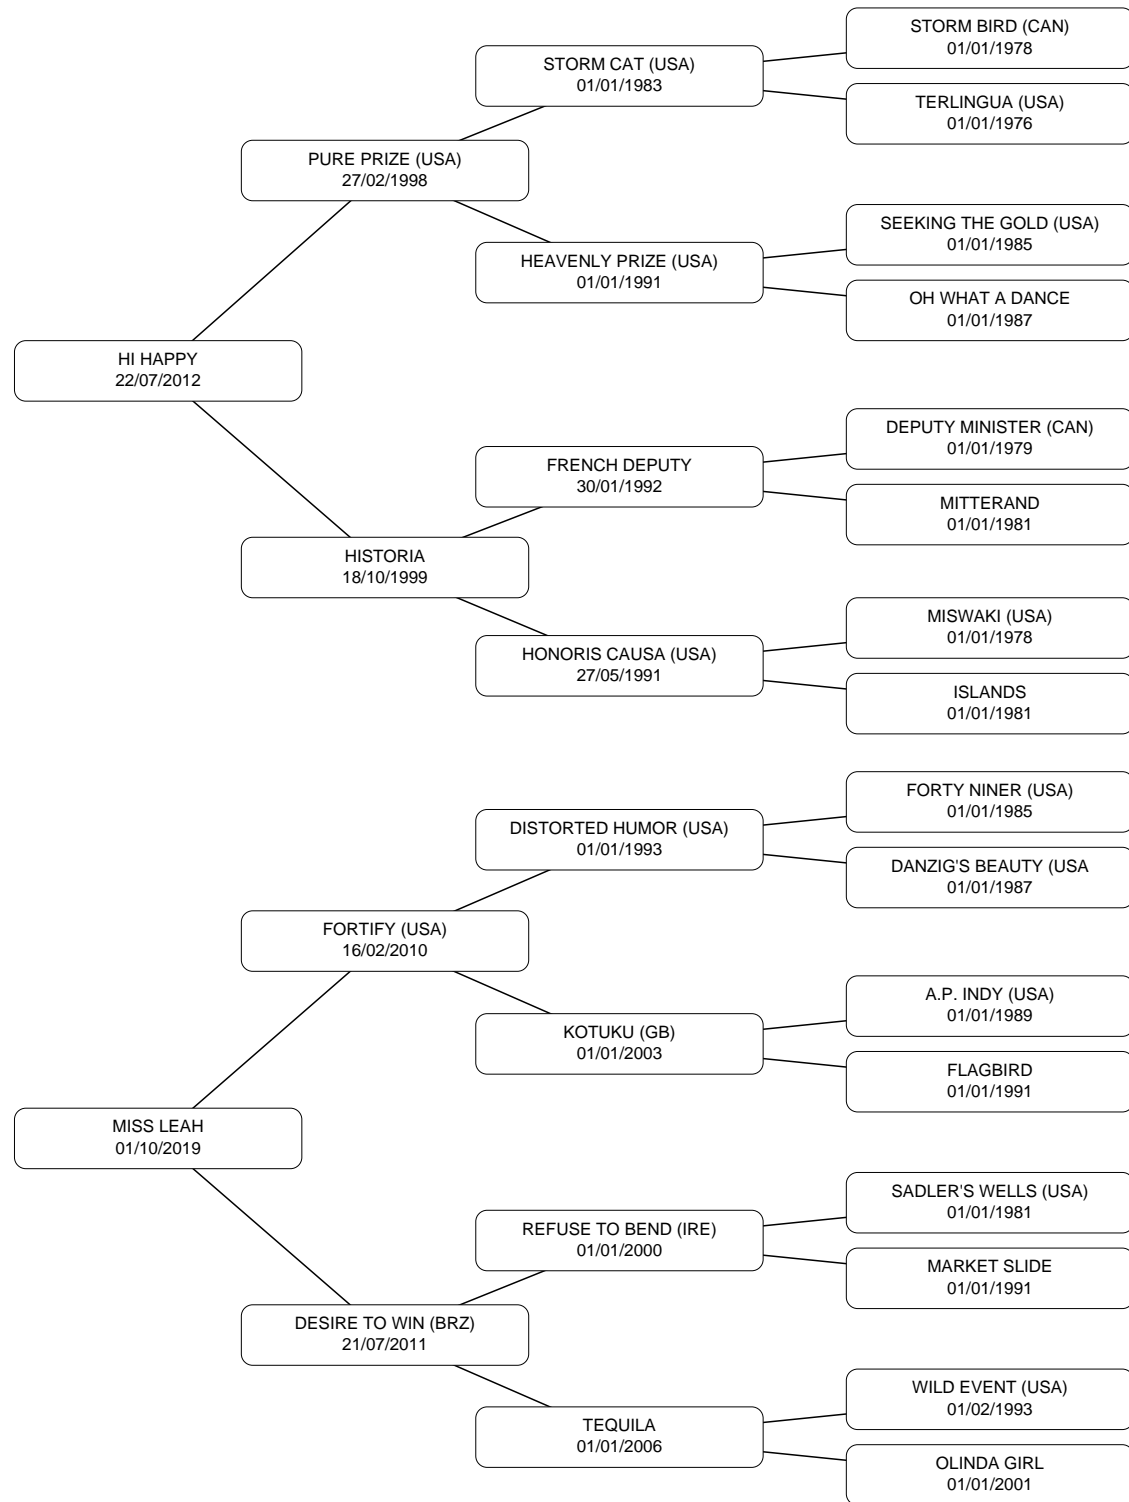 STORM BIRD (CAN)
01/01/1978
STORM CAT (USA)
01/01/1983
TERLINGUA (USA)
01/01/1976
PURE PRIZE (USA)
27/02/1998
SEEKING THE GOLD (USA)
01/01/1985
HEAVENLY PRIZE (USA)
01/01/1991
OH WHAT A DANCE
01/01/1987
HI HAPPY
22/07/2012
DEPUTY MINISTER (CAN)
01/01/1979
FRENCH DEPUTY
30/01/1992
MITTERAND
01/01/1981
HISTORIA
18/10/1999
MISWAKI (USA)
01/01/1978
HONORIS CAUSA (USA)
27/05/1991
ISLANDS
01/01/1981
FORTY NINER (USA)
01/01/1985
DISTORTED HUMOR (USA)
01/01/1993
DANZIG'S BEAUTY (USA
01/01/1987
FORTIFY (USA)
16/02/2010
A.P. INDY (USA)
01/01/1989
KOTUKU (GB)
01/01/2003
FLAGBIRD
01/01/1991
MISS LEAH
01/10/2019
SADLER'S WELLS (USA)
01/01/1981
REFUSE TO BEND (IRE)
01/01/2000
MARKET SLIDE
01/01/1991
DESIRE TO WIN (BRZ)
21/07/2011
WILD EVENT (USA)
01/02/1993
TEQUILA
01/01/2006
OLINDA GIRL
01/01/2001